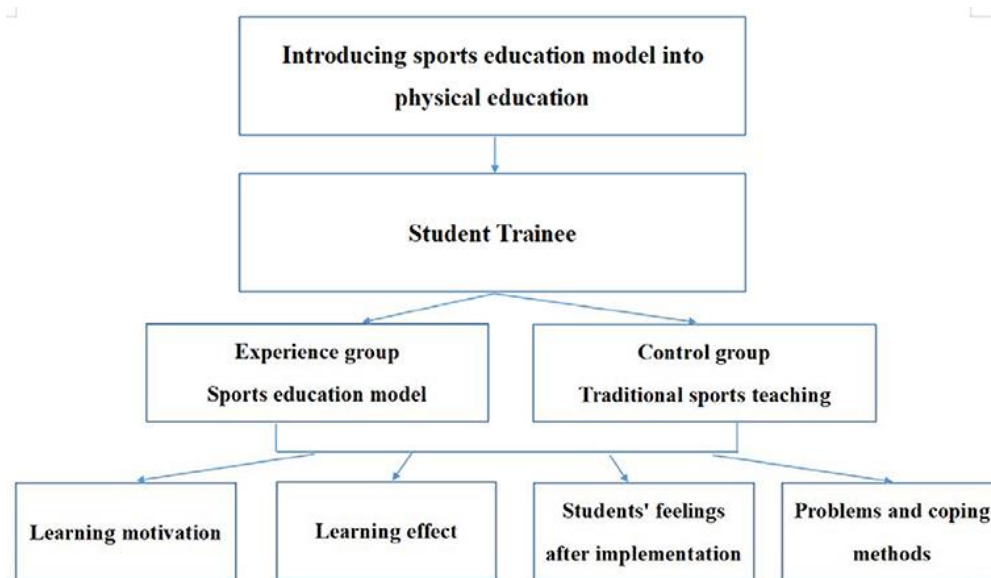 Introducing sports education model into
physical education
Student Trainee
Experience group
Sports education model
Control group
Traditional sports teaching
Learning motivation
Learning effect
Students' feelings
after implementation
Problems and coping
methods